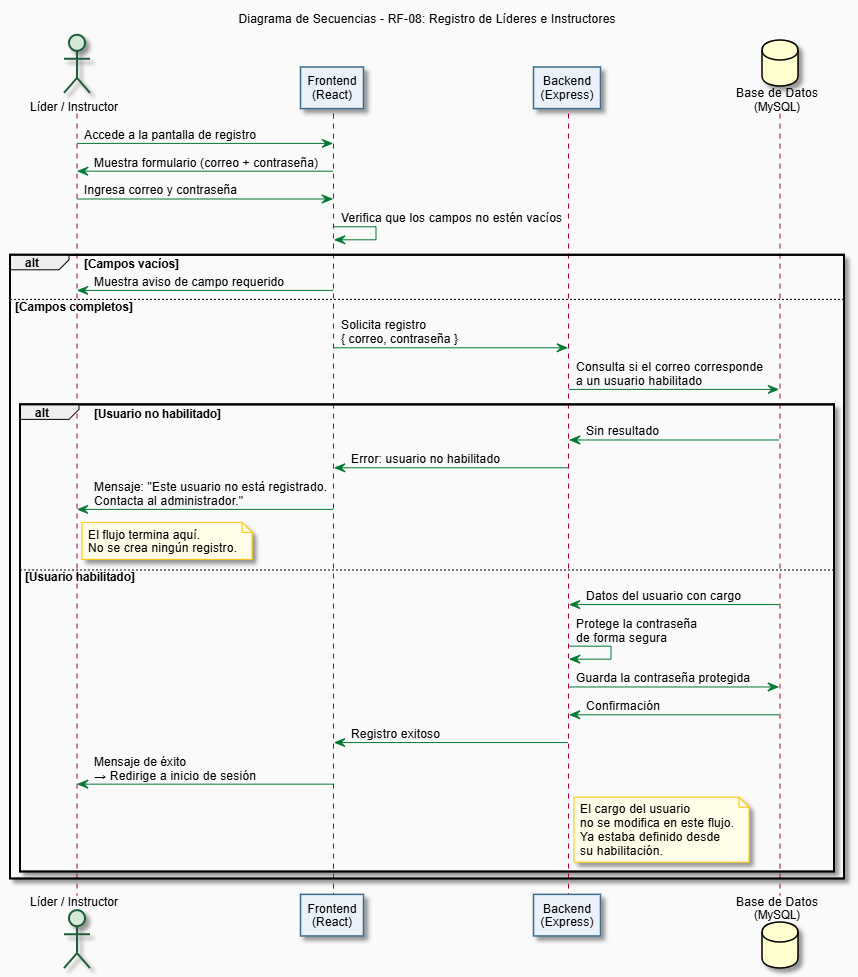 Diagrama de Secuencias - RF-08: Registro de Líderes e Instructores
Líder / Instructor
Frontend
(React)
Backend
(Express)
Base de Datos
(MySQL)
Accede a la pantalla de registro
Muestra formulario (correo + contraseña)
Ingresa correo y contraseña
Verifica que los campos no estén vacíos
alt
[Campos vacíos]
Muestra aviso de campo requerido
[Campos completos]
Solicita registro
{ correo, contraseña }
Consulta si el correo corresponde
a un usuario habilitado
alt
[Usuario no habilitado]
Sin resultado
Error: usuario no habilitado
Mensaje: "Este usuario no está registrado.
Contacta al administrador."
El flujo termina aquí.
No se crea ningún registro.
[Usuario habilitado]
Datos del usuario con cargo
Protege la contraseña
de forma segura
Guarda la contraseña protegida
Confirmación
Registro exitoso
Mensaje de éxito
→ Redirige a inicio de sesión
El cargo del usuario
no se modifica en este flujo.
Ya estaba definido desde
su habilitación.
Líder / Instructor
Frontend
(React)
Backend
(Express)
Base de Datos
(MySQL)